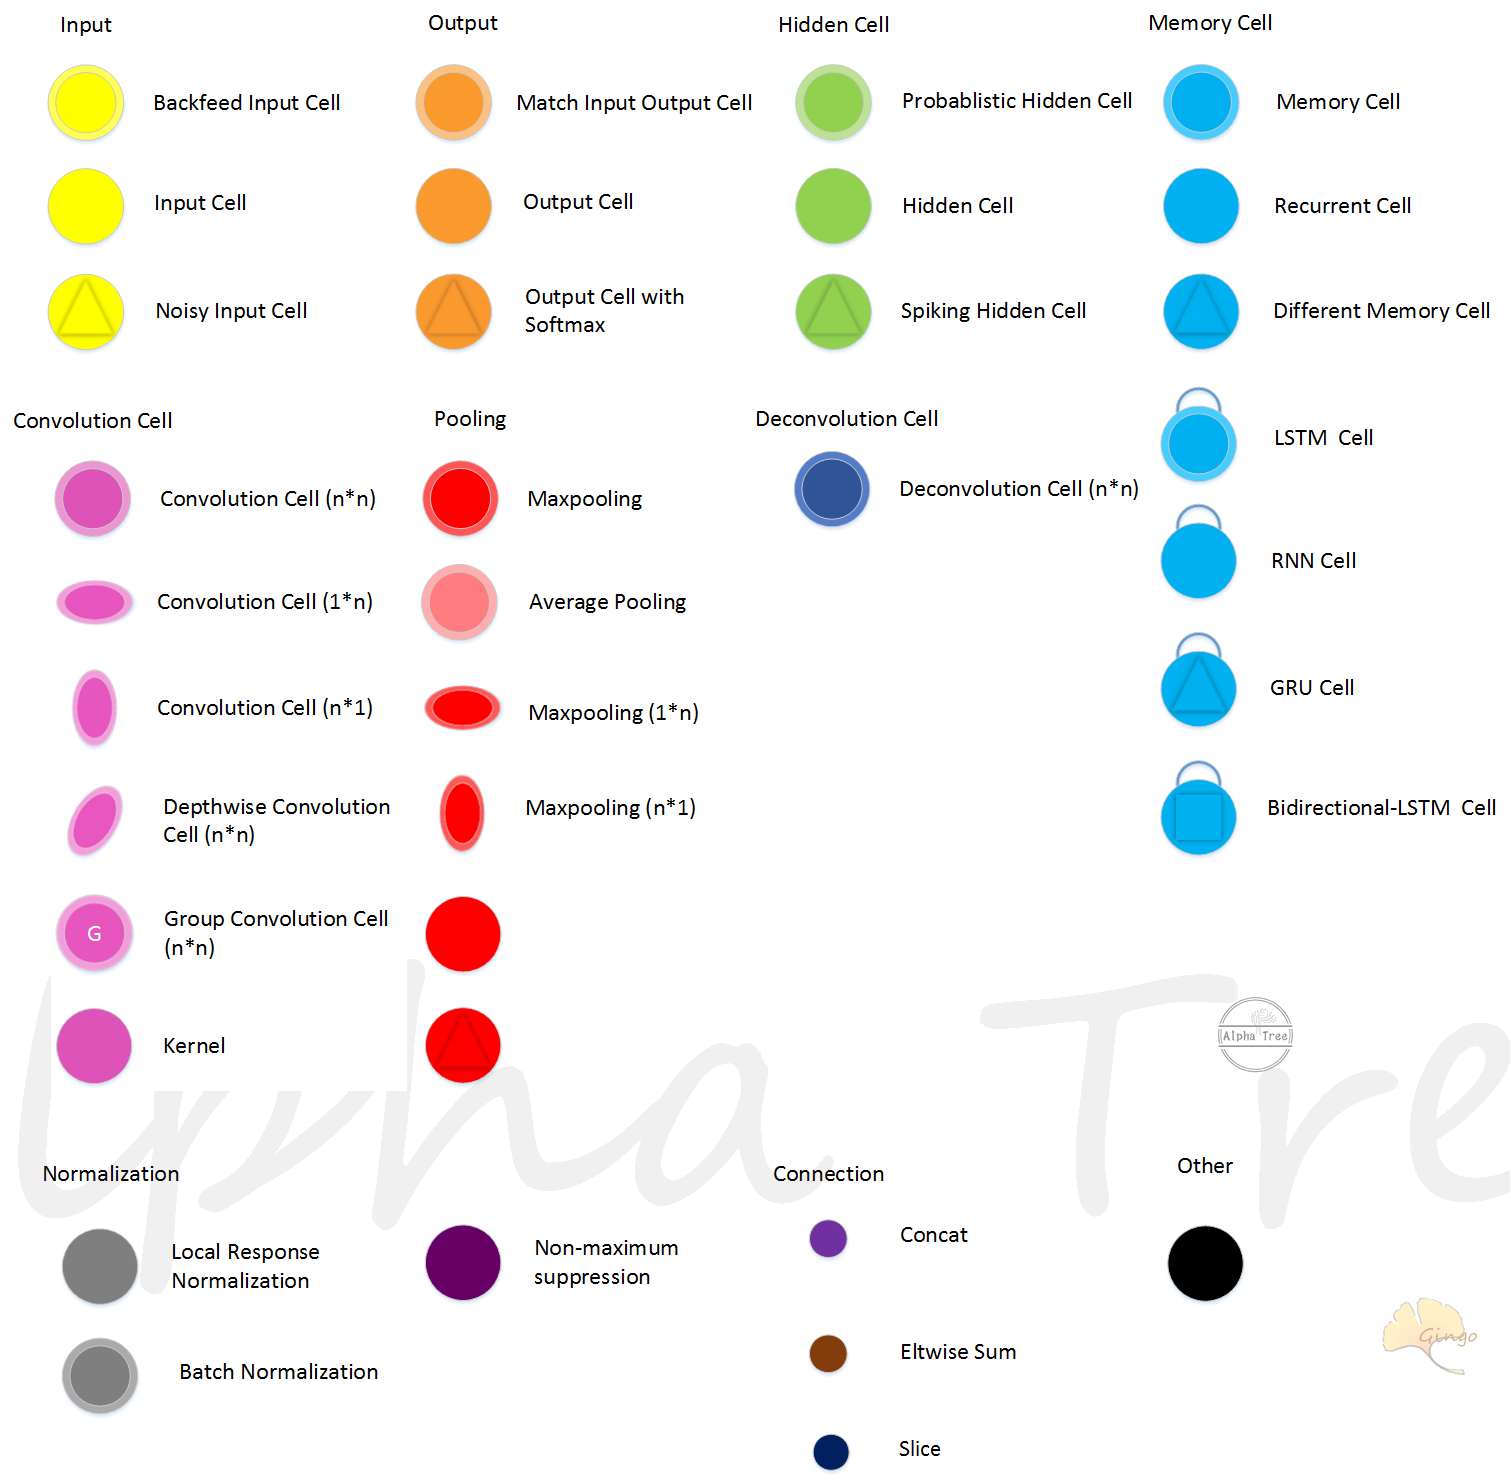 Input
Output
Hidden Cell
Memory Cell
Backfeed Input Cell
Match Input Output Cell
Probablistic Hidden Cell
Memory Cell
Input Cell
Output Cell
Hidden Cell
Recurrent Cell
Noisy Input Cell
Output Cell with
Softmax
Spiking Hidden Cell
Different Memory Cell
Convolution Cell
Pooling
Deconvolution Cell
LSTM Cell
Convolution Cell (n*n)
Maxpooling
Deconvolution Cell (n*n)
RNN Cell
Convolution Cell (1*n)
Average Pooling
GRU Cell
Convolution Cell (n*1)
Maxpooling (1*n)
Depthwise Convolution
Cell (n*n)
Maxpooling (n*1)
Bidirectional-LSTM Cell
G
Group Convolution Cell
(n*n)
Kernel
Alpha Tree
Alpha Tre
Normalization
Connection
Other
Local Response
Normalization
Non-maximum
suppression
Concat
Gingo
Eltwise Sum
Batch Normalization
Slice